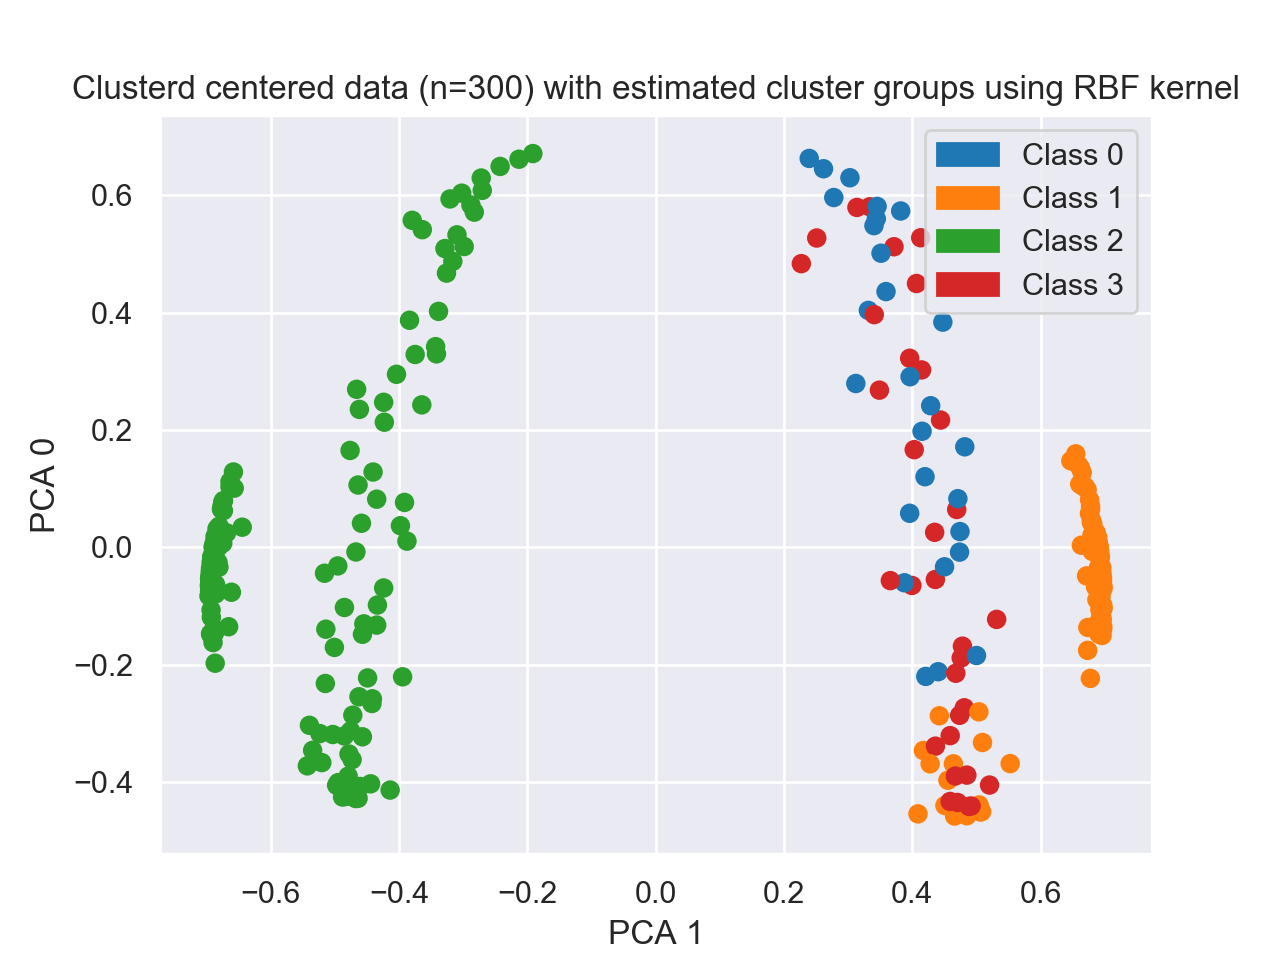 Clusterd centered data (n=300) with estimated cluster groups using RBF kernel
Class 0
Class 1
Class 2
Class 3
PCA 0
0.6
0.4
0.2
0.0
−0.2
−0.4
−0.6 −0.4 −0.2 0.0 0.2 0.4 0.6
PCA 1